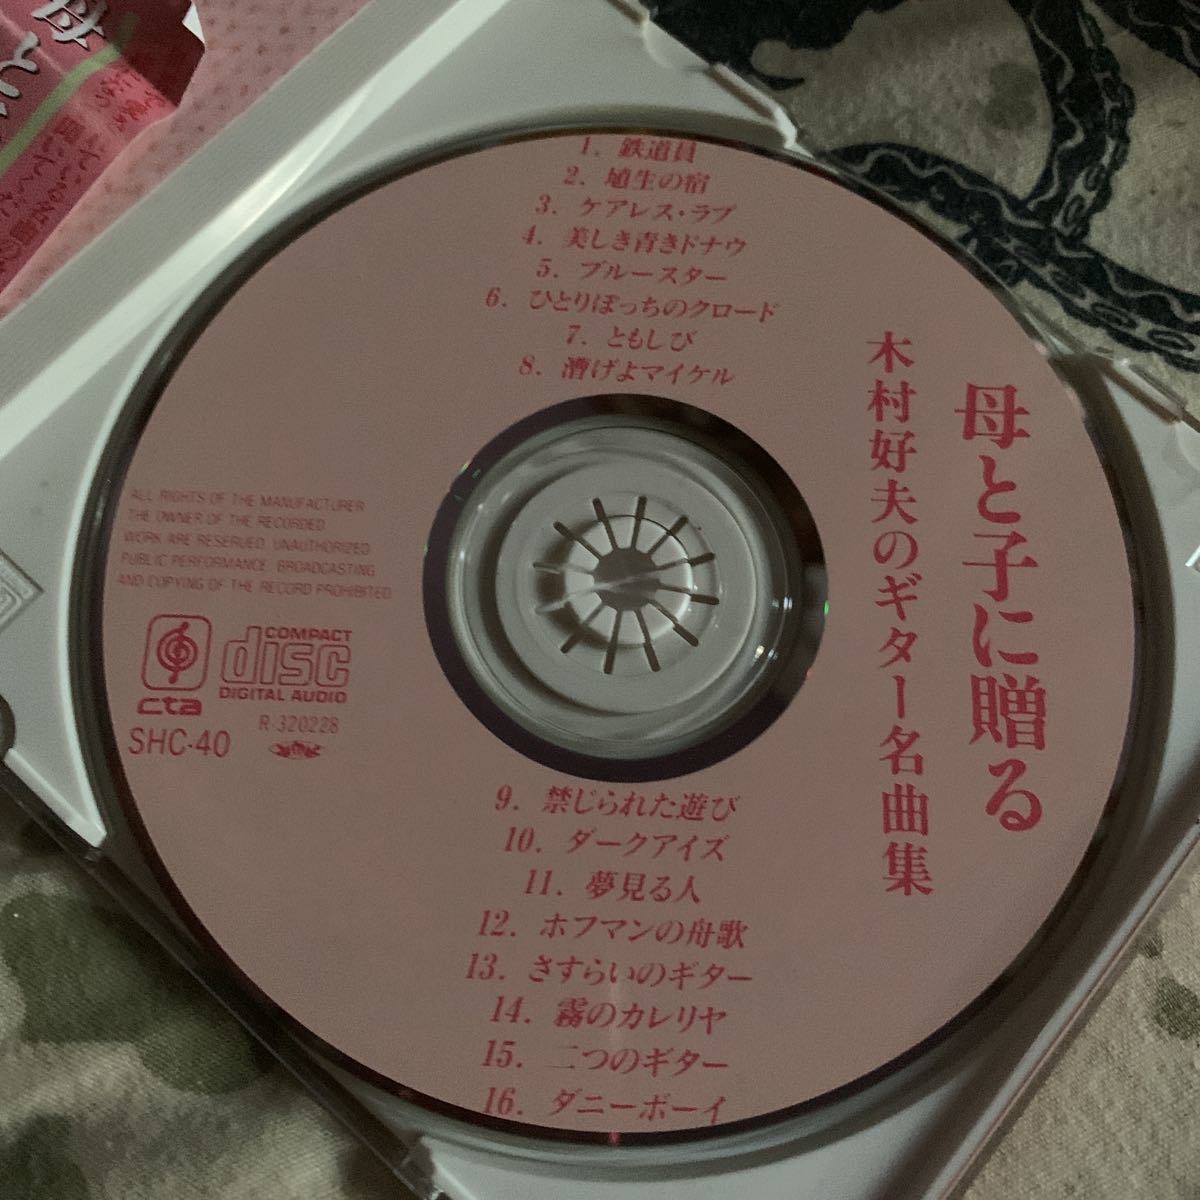 母と子に贈る
木村好夫のギター名曲集
1. 鉄道員
2. 埴生の宿
3. ケアレス・ラブ
4. 美しき青きドナウ
5. ブルースター
6. ひとりぼっちのクロード
7. ともしび
8. 漕げよマイケル
ALL RIGHTS OF THE MANUFACTURER
THE OWNER OF THE RECORDED
WORK ARE RESERUED. UNAUTHORIZED
PUBLIC PERFORMANCE BROADCASTING
AND COPYING OF THE RECORD PROHIBITED
cta
COMPACT
disc
DIGITAL AUDIO
R-320228
SHC-40
9. 禁じられた遊び
10. ダークアイズ
11. 夢見る人
12. ホフマンの舟歌
13. さすらいのギター
14. 霧のカレリヤ
15. 二つのギター
16. ダニーボーイ
母と